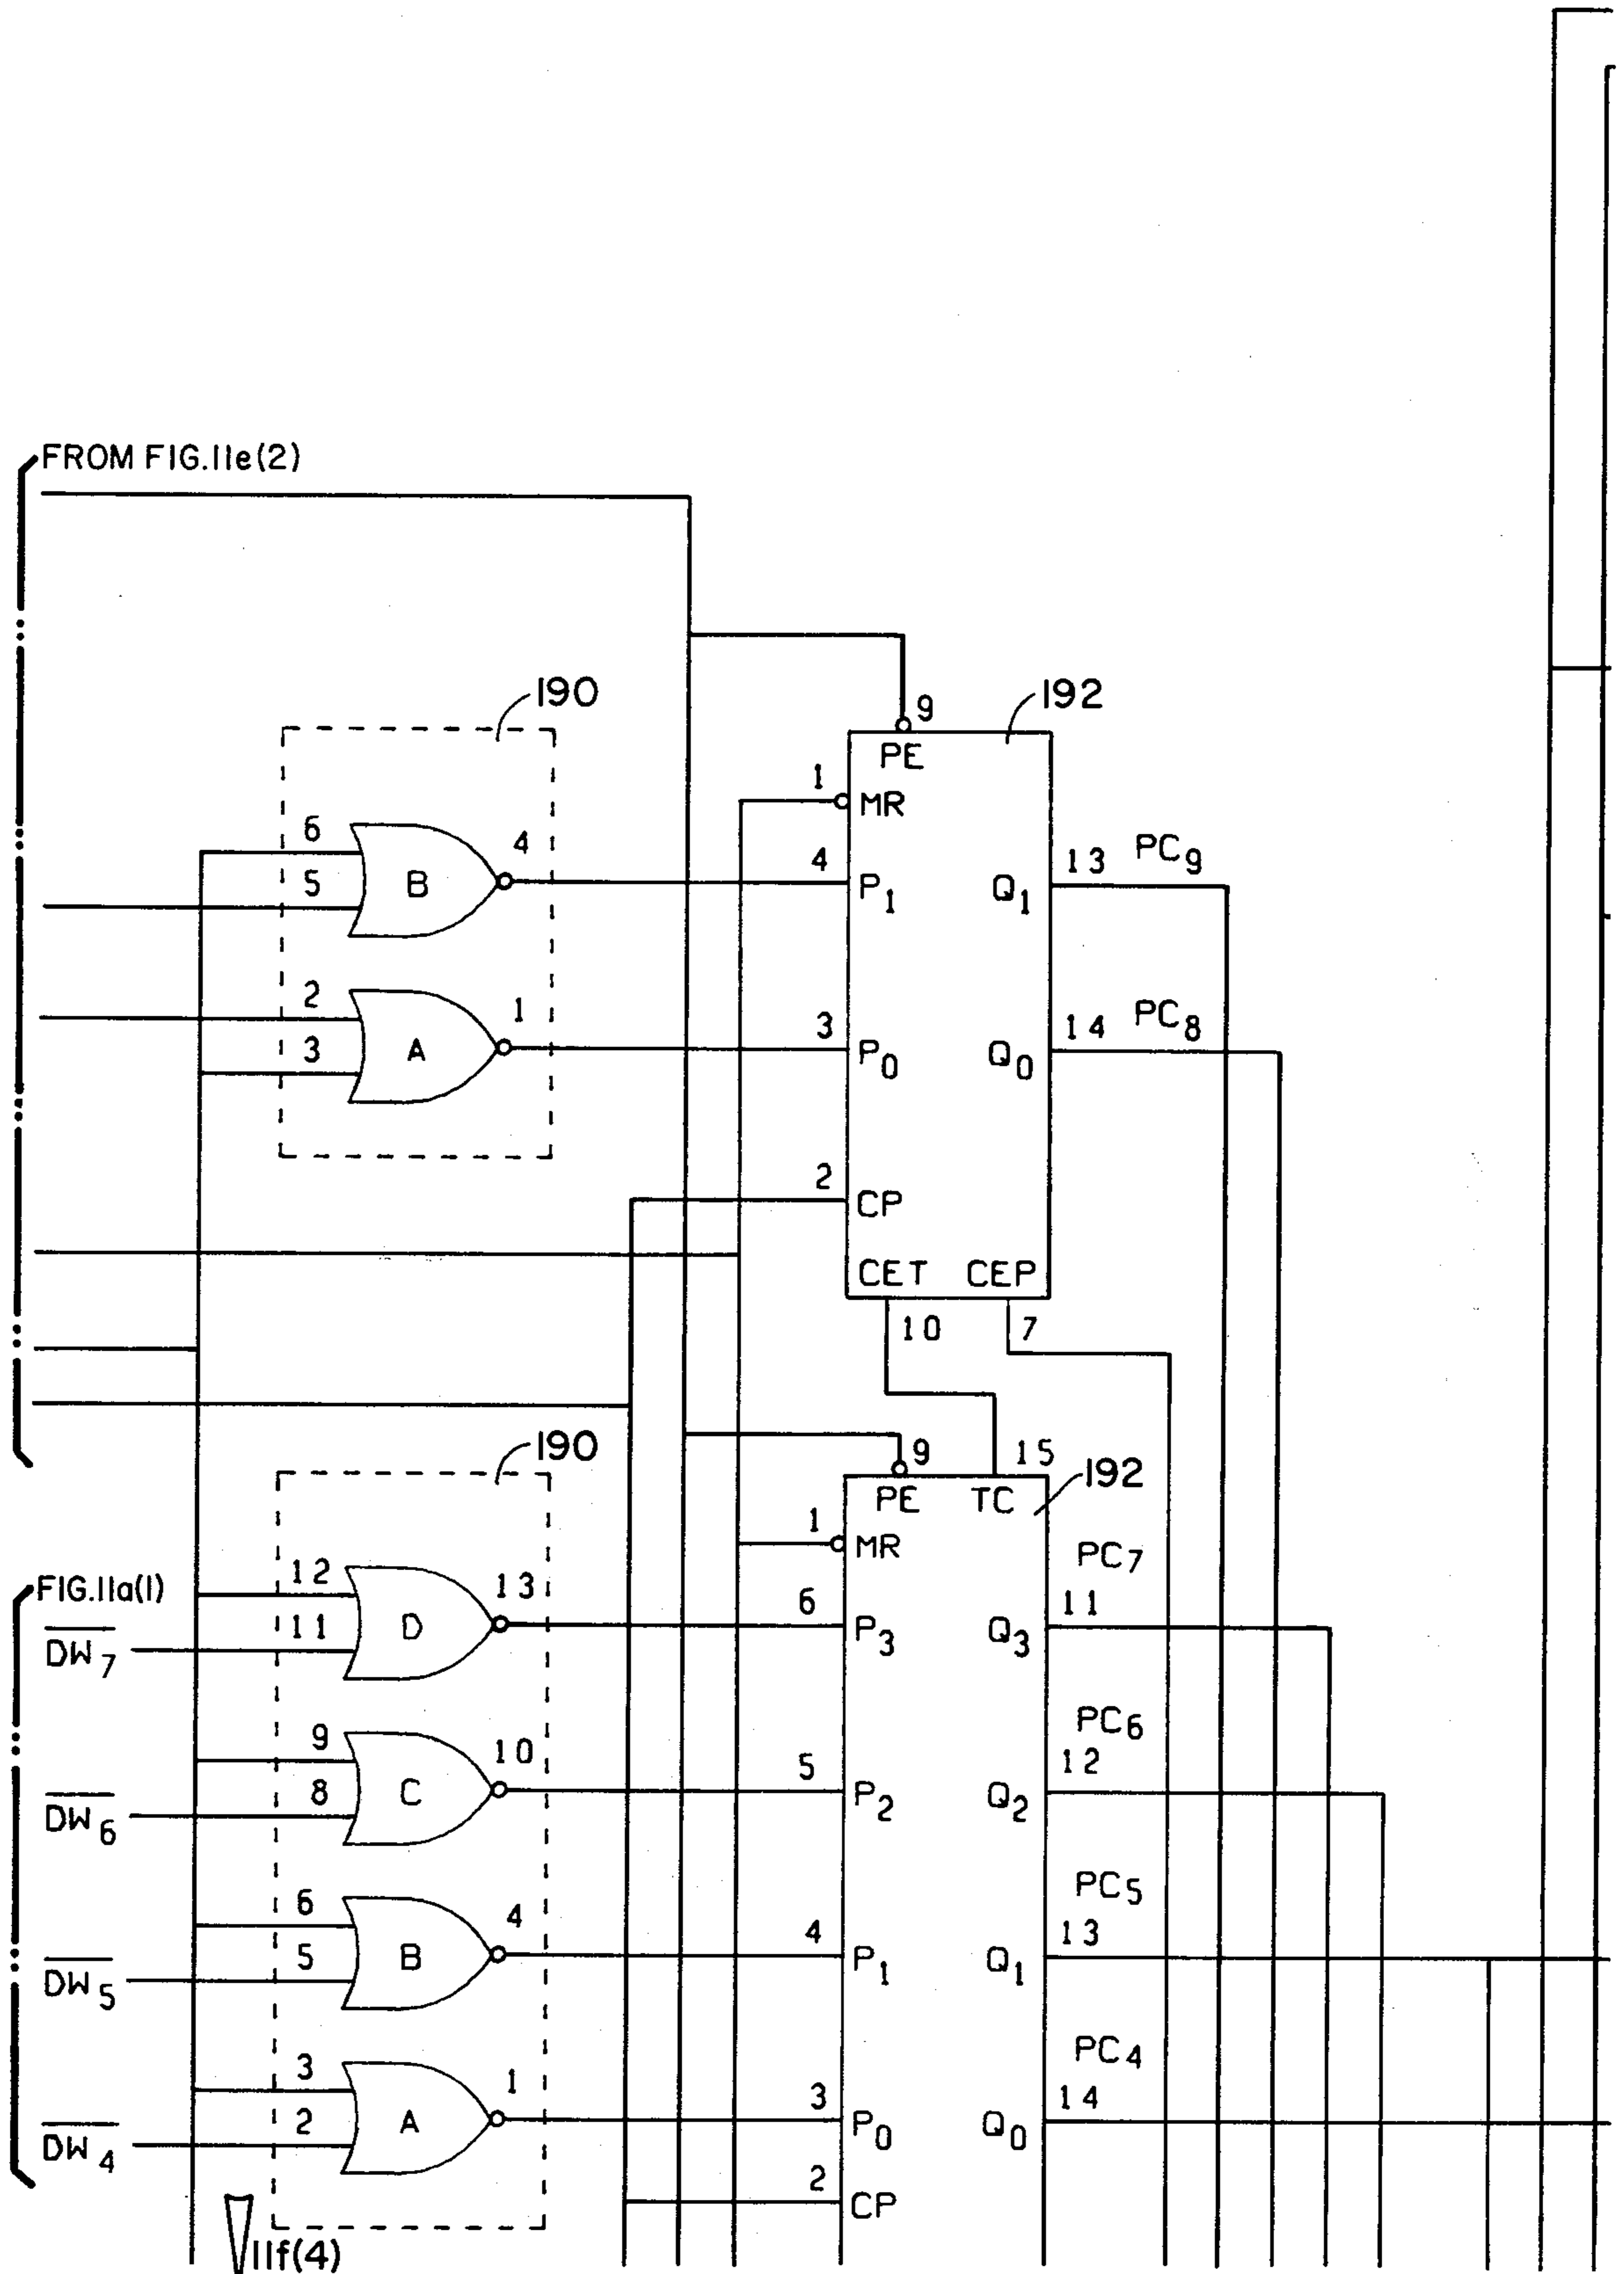 FROM FIG.11e(2)
190
192
9
PE
1
MR
6
4
5
B
4
P1
13
PC9
Q1
2
1
3
A
3
P0
14
PC8
Q0
2
CP
CET
CEP
10
7
190
9
15
192
PE
TC
1
MR
PC7
FIG.11a(1)
12
13
11
D
6
P3
11
Q3
DW7
PC6
9
10
8
C
5
P2
12
Q2
DW6
PC5
6
4
5
B
4
P1
13
Q1
DW5
PC4
3
1
2
A
3
P0
14
Q0
DW4
2
CP
11f(4)